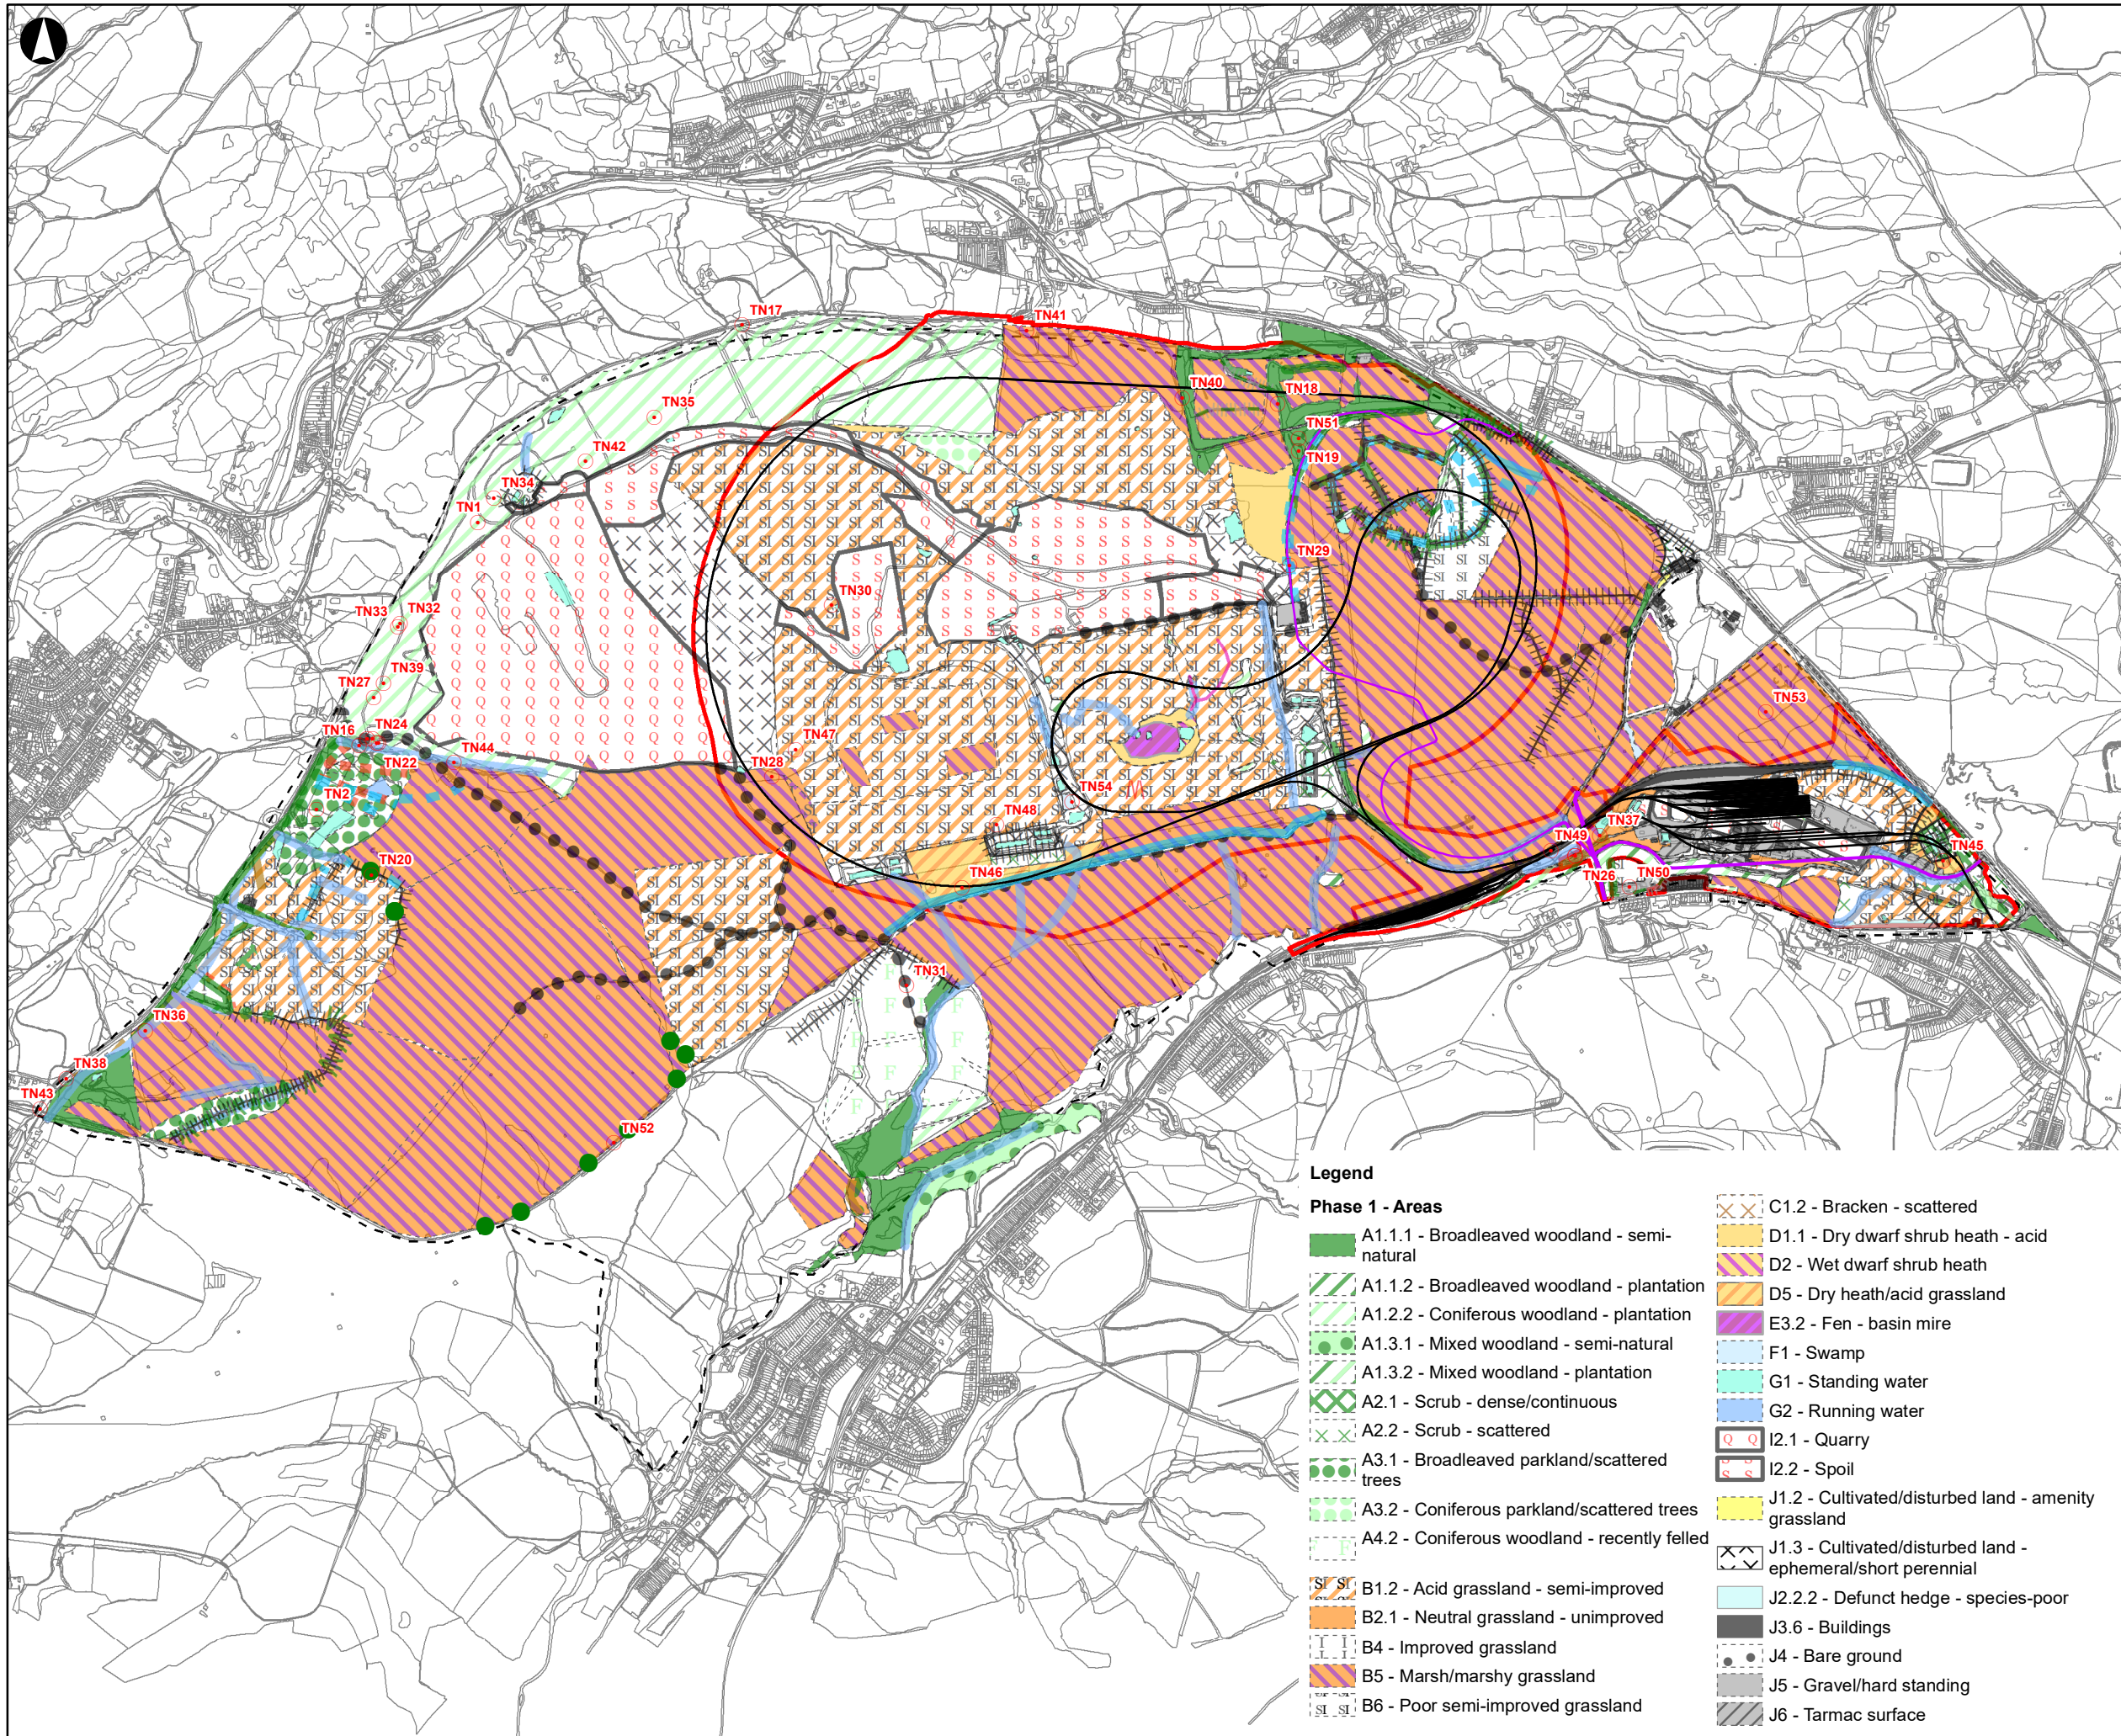 TN17
TN41
TN40
TN18
TN35
TN51
TN42
TN19
TN34
TN1
TN29
TN30
TN33
TN32
TN39
TN27
TN53
TN16
TN24
TN44
TN47
TN22
TN28
TN54
TN2
TN48
TN37
TN49
TN45
TN20
TN46
TN26
TN50
TN31
TN36
TN38
TN43
TN52
Legend
Phase 1 - Areas
A1.1.1 - Broadleaved woodland - semi-
natural
A1.1.2 - Broadleaved woodland - plantation
A1.2.2 - Coniferous woodland - plantation
A1.3.1 - Mixed woodland - semi-natural
A1.3.2 - Mixed woodland - plantation
A2.1 - Scrub - dense/continuous
A2.2 - Scrub - scattered
A3.1 - Broadleaved parkland/scattered
trees
A3.2 - Coniferous parkland/scattered trees
F F A4.2 - Coniferous woodland - recently felled
SI SI B1.2 - Acid grassland - semi-improved
B2.1 - Neutral grassland - unimproved
I I B4 - Improved grassland
B5 - Marsh/marshy grassland
SI SI B6 - Poor semi-improved grassland
C1.2 - Bracken - scattered
D1.1 - Dry dwarf shrub heath - acid
D2 - Wet dwarf shrub heath
D5 - Dry heath/acid grassland
E3.2 - Fen - basin mire
F1 - Swamp
G1 - Standing water
G2 - Running water
Q Q I2.1 - Quarry
S S I2.2 - Spoil
J1.2 - Cultivated/disturbed land - amenity
grassland
J1.3 - Cultivated/disturbed land -
ephemeral/short perennial
J2.2.2 - Defunct hedge - species-poor
J3.6 - Buildings
J4 - Bare ground
J5 - Gravel/hard standing
J6 - Tarmac surface